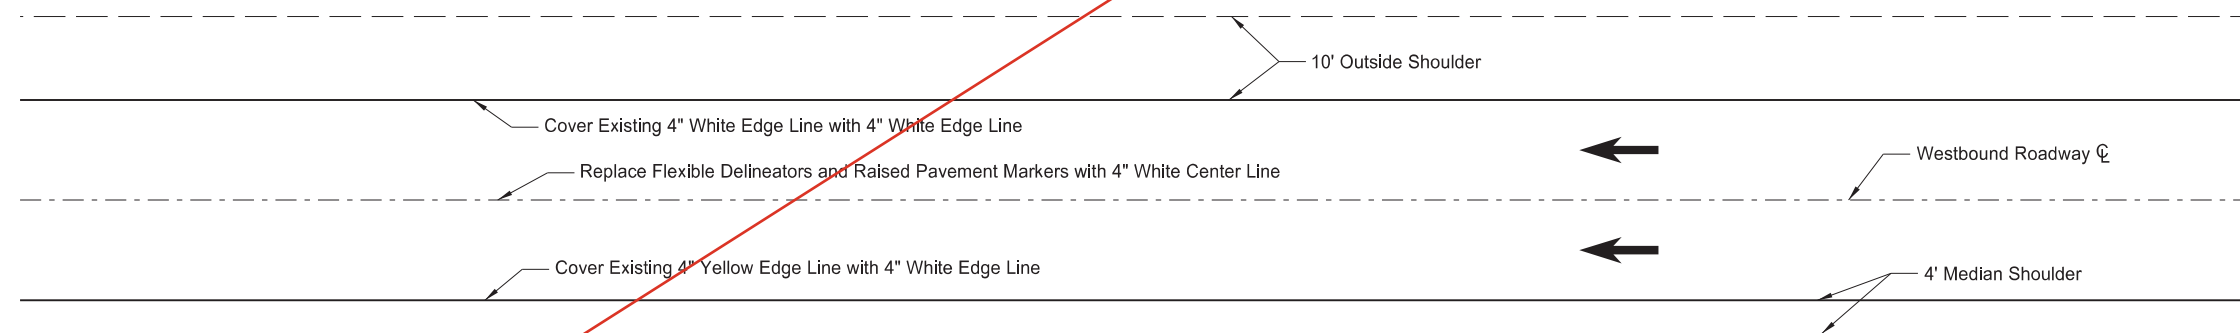 10' Outside Shoulder
Cover Existing 4" White Edge Line with 4" White Edge Line
Westbound Roadway ℄
Replace Flexible Delineators and Raised Pavement Markers with 4" White Center Line
Cover Existing 4" Yellow Edge Line with 4" White Edge Line
4' Median Shoulder